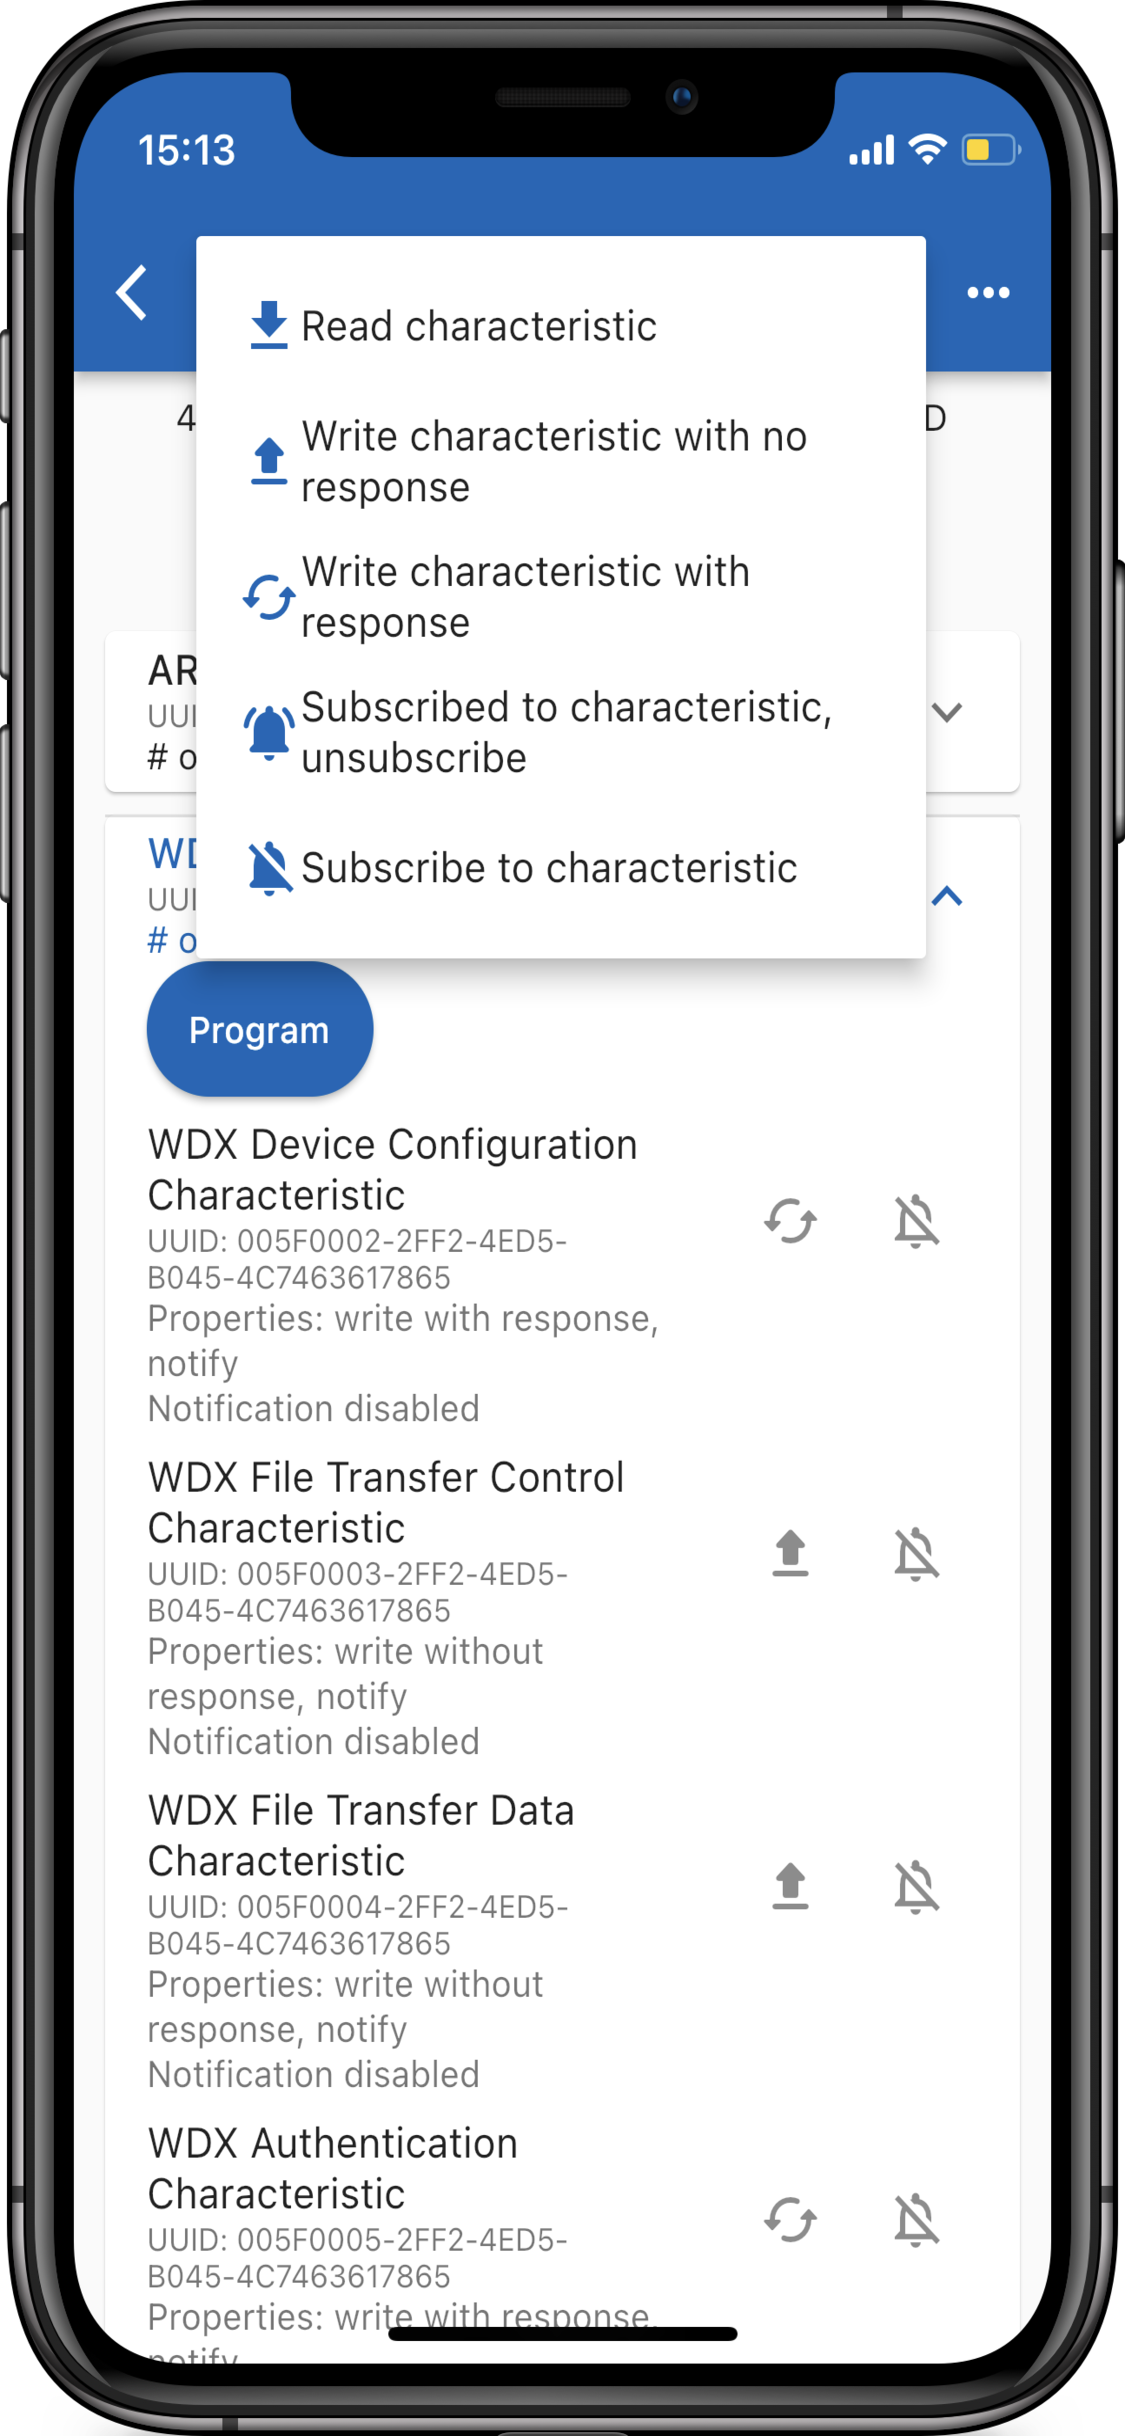 15:13
Read characteristic
4
Write characteristic with no
D
response
Write characteristic with
response
AR
Subscribed to characteristic,
UUI
# o
unsubscribe
WD
Subscribe to characteristic
UUI
# o
Program
WDX Device Configuration
Characteristic
UUID: 005F0002-2FF2-4ED5-
B045-4C7463617865
Properties: write with response,
notify
Notification disabled
WDX File Transfer Control
Characteristic
UUID: 005F0003-2FF2-4ED5-
B045-4C7463617865
Properties: write without
response, notify
Notification disabled
WDX File Transfer Data
Characteristic
UUID: 005F0004-2FF2-4ED5-
B045-4C7463617865
Properties: write without
response, notify
Notification disabled
WDX Authentication
Characteristic
UUID: 005F0005-2FF2-4ED5-
B045-4C7463617865
Properties: write with response,
notify